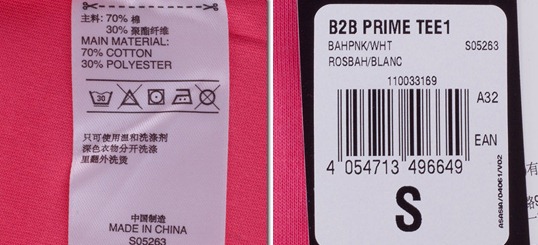 主料: 70% 棉
30% 聚酯纤维
MAIN MATERIAL:
70% COTTON
30% POLYESTER
30
只可使用温和洗涤剂
深色衣物分开洗涤
里翻外洗烫
中国制造
MADE IN CHINA
S05263
B2B PRIME TEE1
BAHPNK/WHT S05263
ROSBAH/BLANC
110033169
A32
EAN
4 054713 496649
S
ASASIA/04061/V02